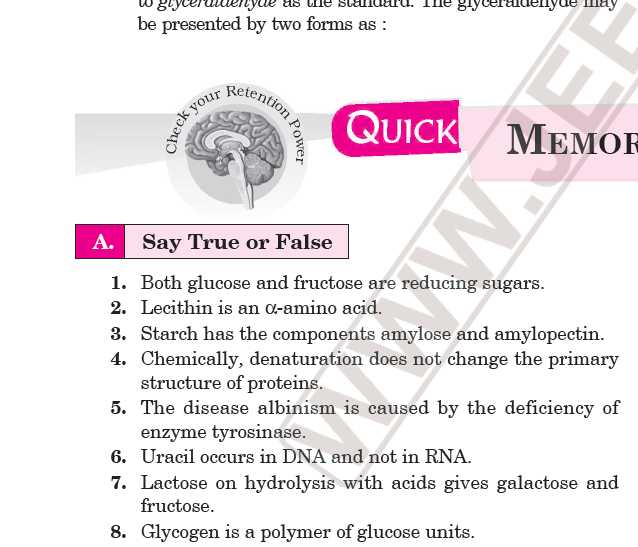 to glyceraldehyde as the standard. The glyceraldehyde may
be presented by two forms as :
Check your Retention Power
QUICK MEMOR
A. Say True or False
1. Both glucose and fructose are reducing sugars.
2. Lecithin is an α-amino acid.
3. Starch has the components amylose and amylopectin.
4. Chemically, denaturation does not change the primary
structure of proteins.
5. The disease albinism is caused by the deficiency of
enzyme tyrosinase.
6. Uracil occurs in DNA and not in RNA.
7. Lactose on hydrolysis with acids gives galactose and
fructose.
8. Glycogen is a polymer of glucose units.
WWW.JEE